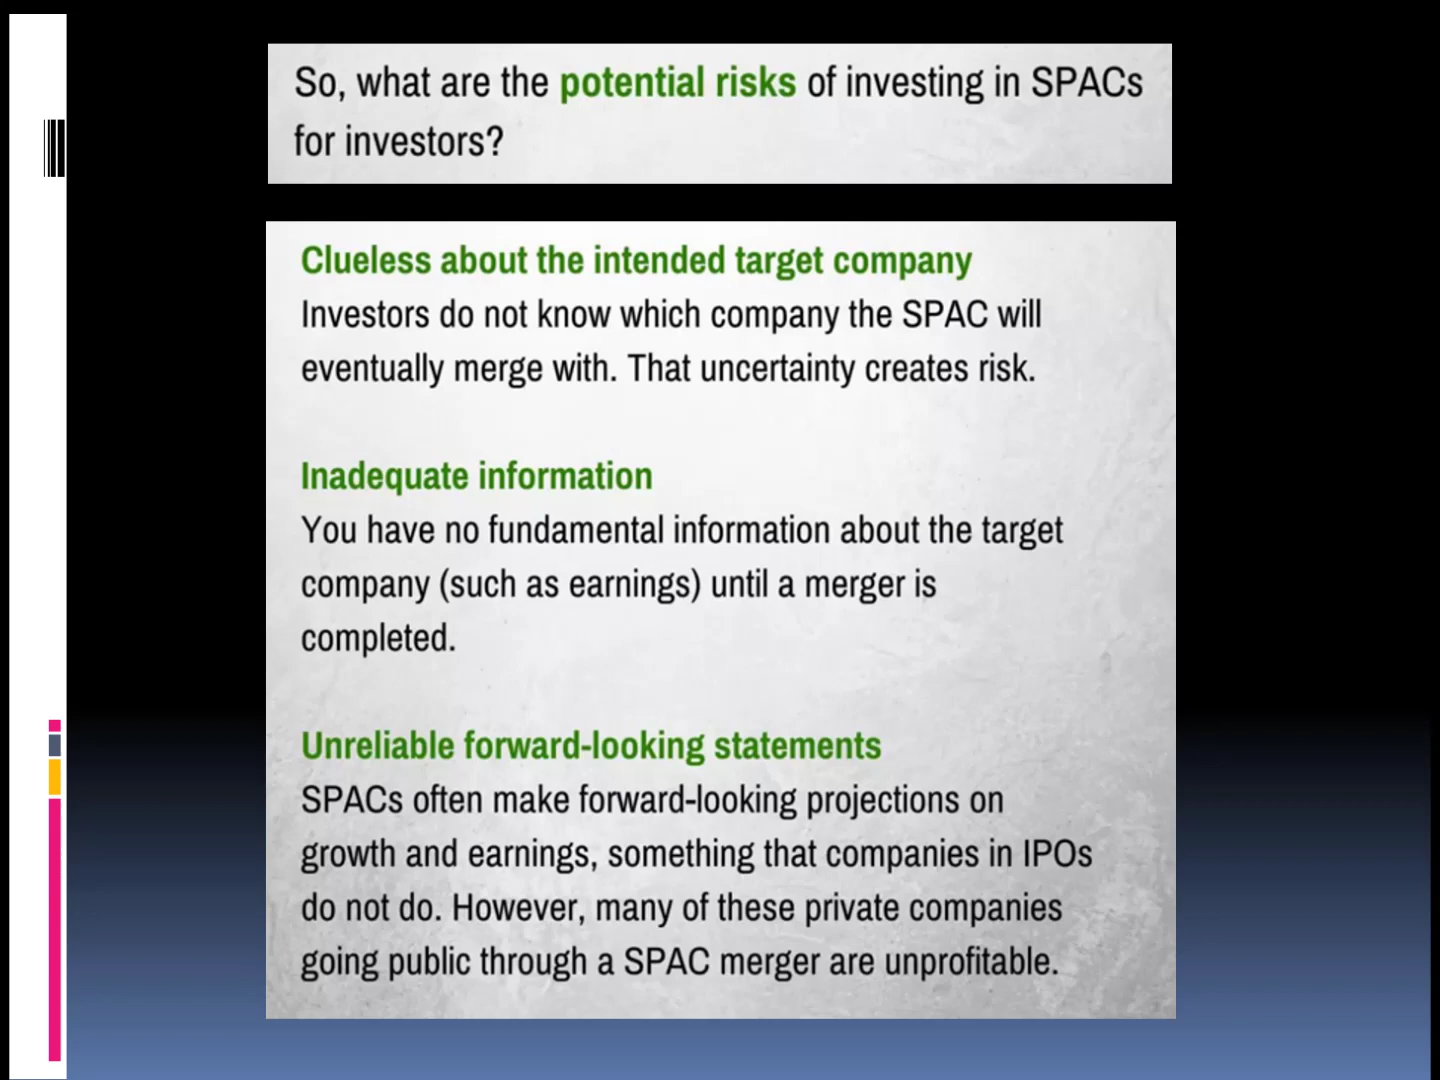 So, what are the potential risks of investing in SPACs
for investors?
Clueless about the intended target company
Investors do not know which company the SPAC will
eventually merge with. That uncertainty creates risk.
Inadequate information
You have no fundamental information about the target
company (such as earnings) until a merger is
completed.
Unreliable forward-looking statements
SPACs often make forward-looking projections on
growth and earnings, something that companies in IPOs
do not do. However, many of these private companies
going public through a SPAC merger are unprofitable.